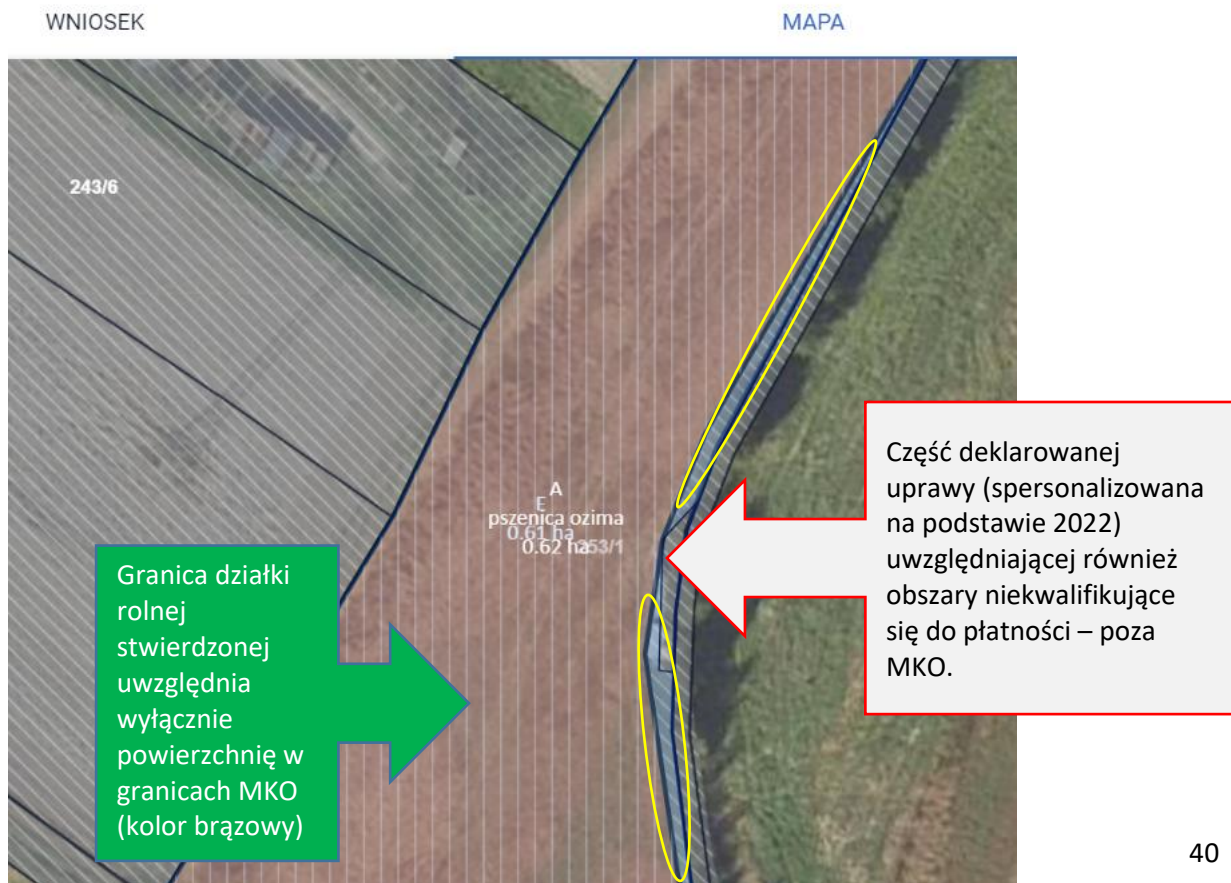 WNIOSEK
MAPA
243/6
A
E
pszenica ozima
0.61 ha
0.62 ha 253/1
Granica działki
rolnej
stwierdzonej
uwzględnia
wyłącznie
powierzchnię w
granicach MKO
(kolor brązowy)
Część deklarowanej
uprawy (spersonalizowana
na podstawie 2022)
uwzględniającej również
obszary niekwalifikujące
się do płatności – poza
MKO.
40